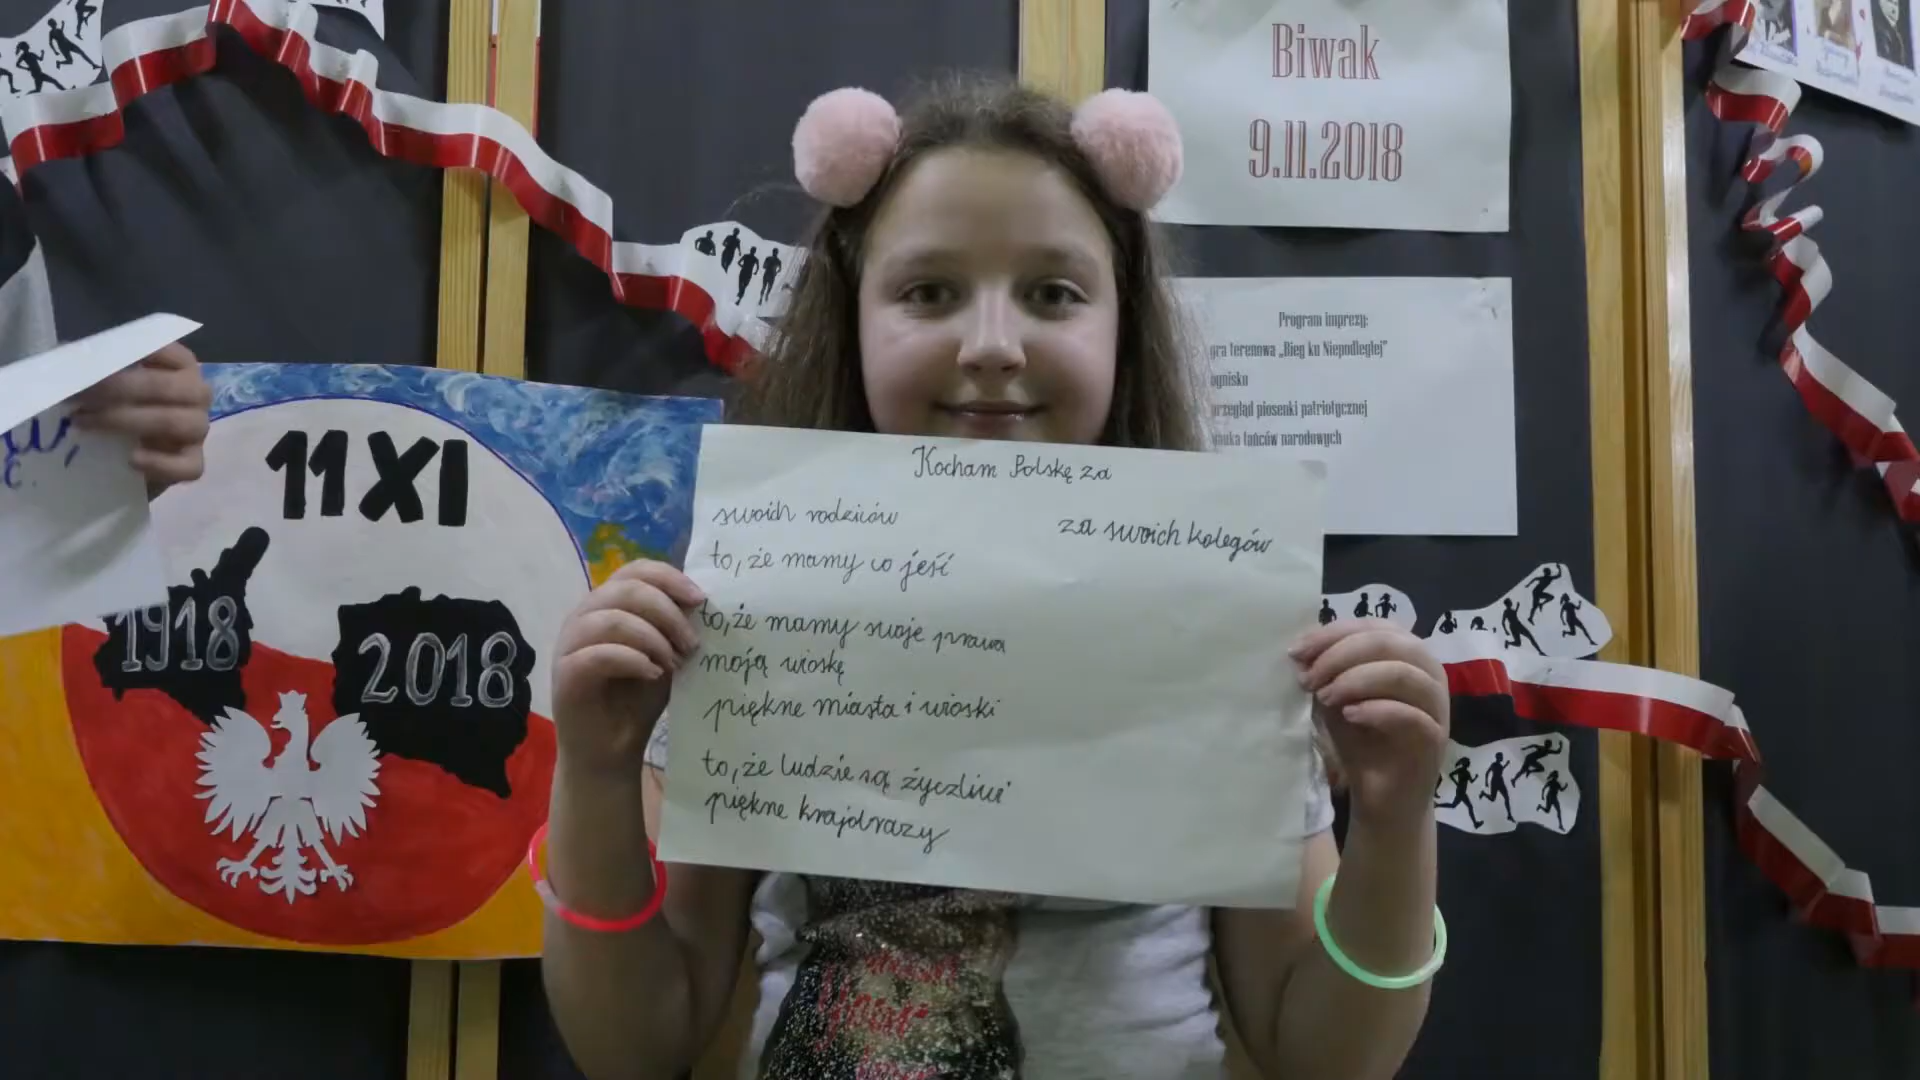 Biwak
9.11.2018
Program imprezy:
gra terenowa „Bieg ku Niepodległej”
ognisko
przegląd piosenki patriotycznej
nauka tańców narodowych
11 XI
1918
2018
Kocham Polskę za
swoich rodziców
za swoich kolegów
to, że mamy co jeść
to, że mamy swoje prawa
moją wioskę
piękne miasta i wioski
to, że ludzie są życzliwi
piękne krajobrazy